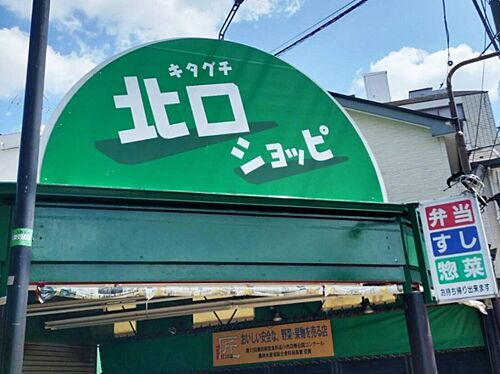 キタグチ
北口
ショッピ
弁当
すし
惣菜
お持ち帰り出来ます
匠
おいしい安全な、野菜・果物を売る店